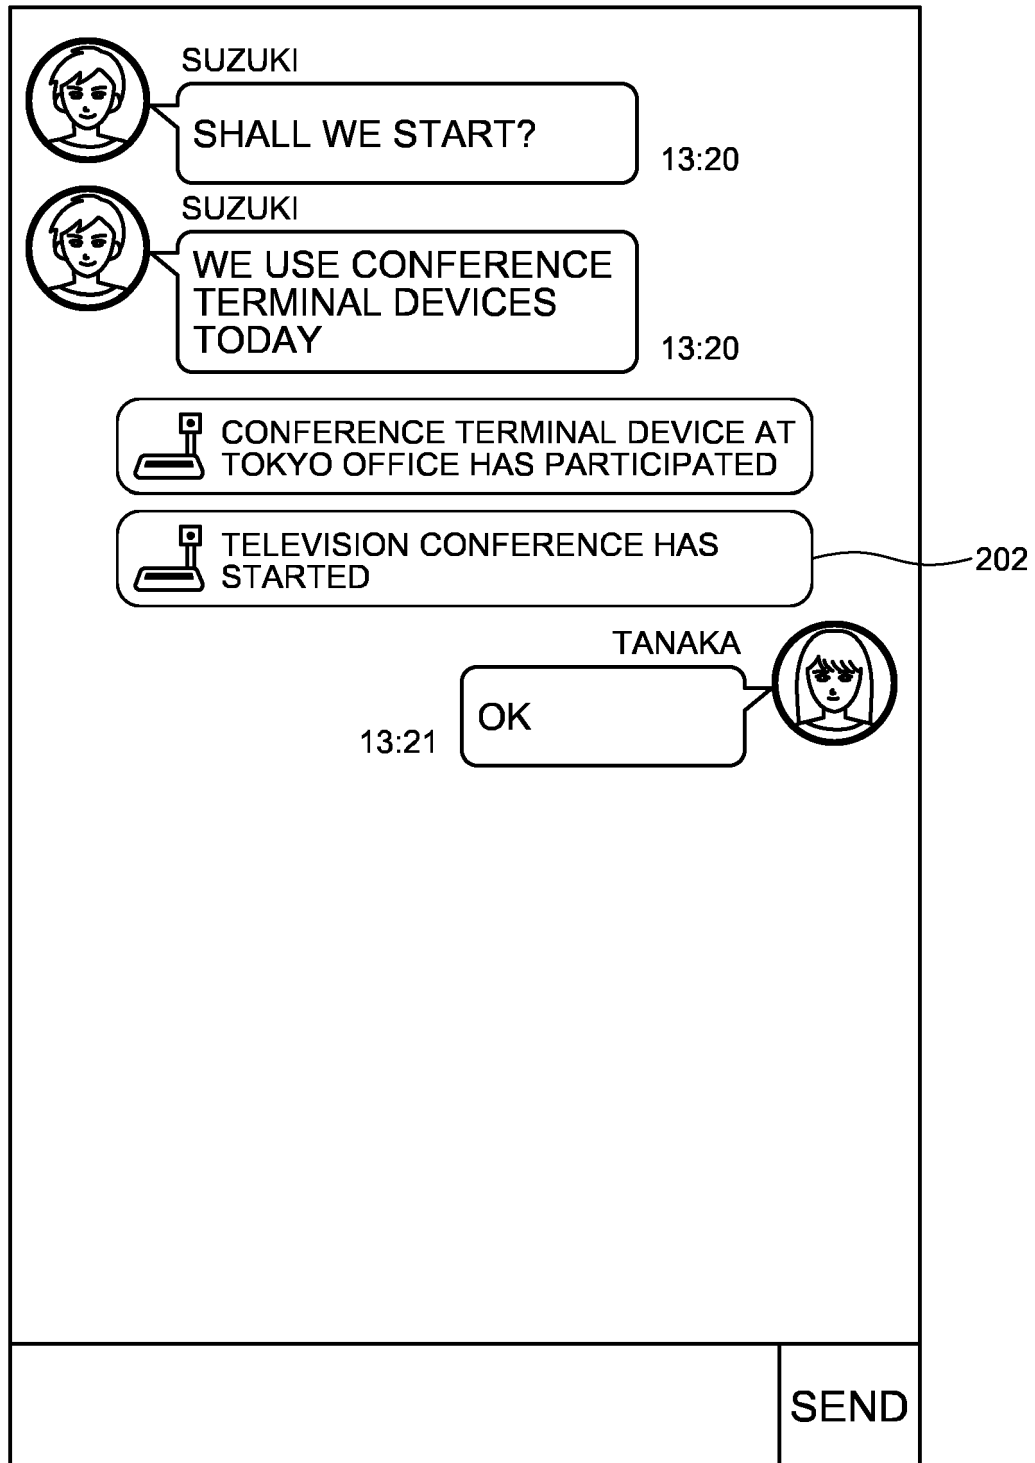 SUZUKI
SHALL WE START?
13:20
SUZUKI
WE USE CONFERENCE
TERMINAL DEVICES
TODAY
13:20
CONFERENCE TERMINAL DEVICE AT
TOKYO OFFICE HAS PARTICIPATED
TELEVISION CONFERENCE HAS
STARTED
202
TANAKA
OK
13:21
SEND